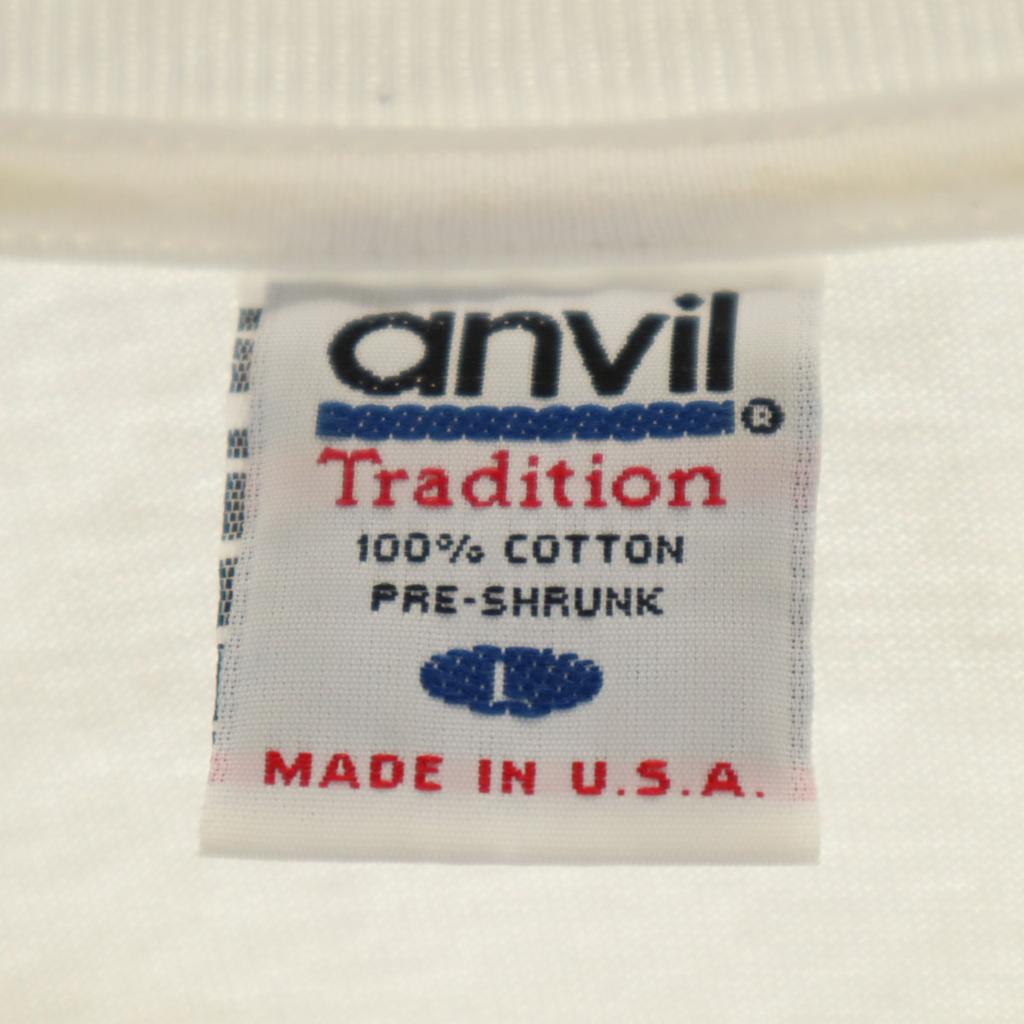 anvil®
Tradition
100% COTTON
PRE-SHRUNK
L
MADE IN U.S.A.